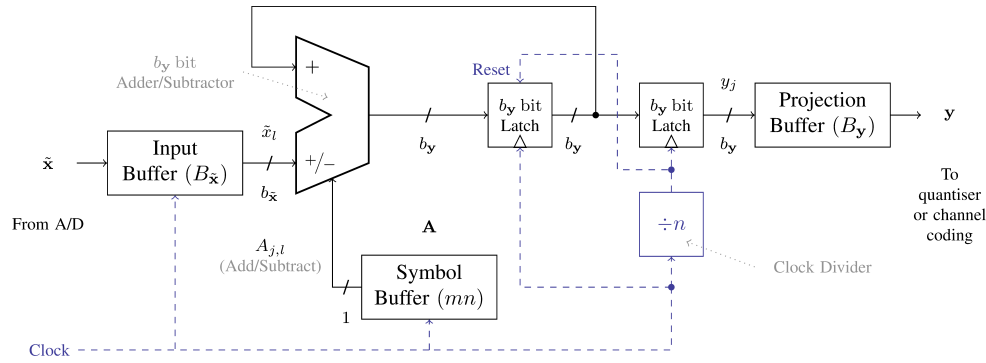 b_y bit
Adder/Subtractor
+
Reset
b_y bit
Latch
b_y bit
Latch
y_j
Projection
Buffer (B_y)
y
x̃
Input
Buffer (B_x̃)
x̃_l
b_x̃
+/−
b_y
b_y
b_y
From A/D
To
quantiser
or channel
coding
÷n
A
A_{j,l}
(Add/Subtract)
Symbol
Buffer (mn)
1
Clock Divider
Clock